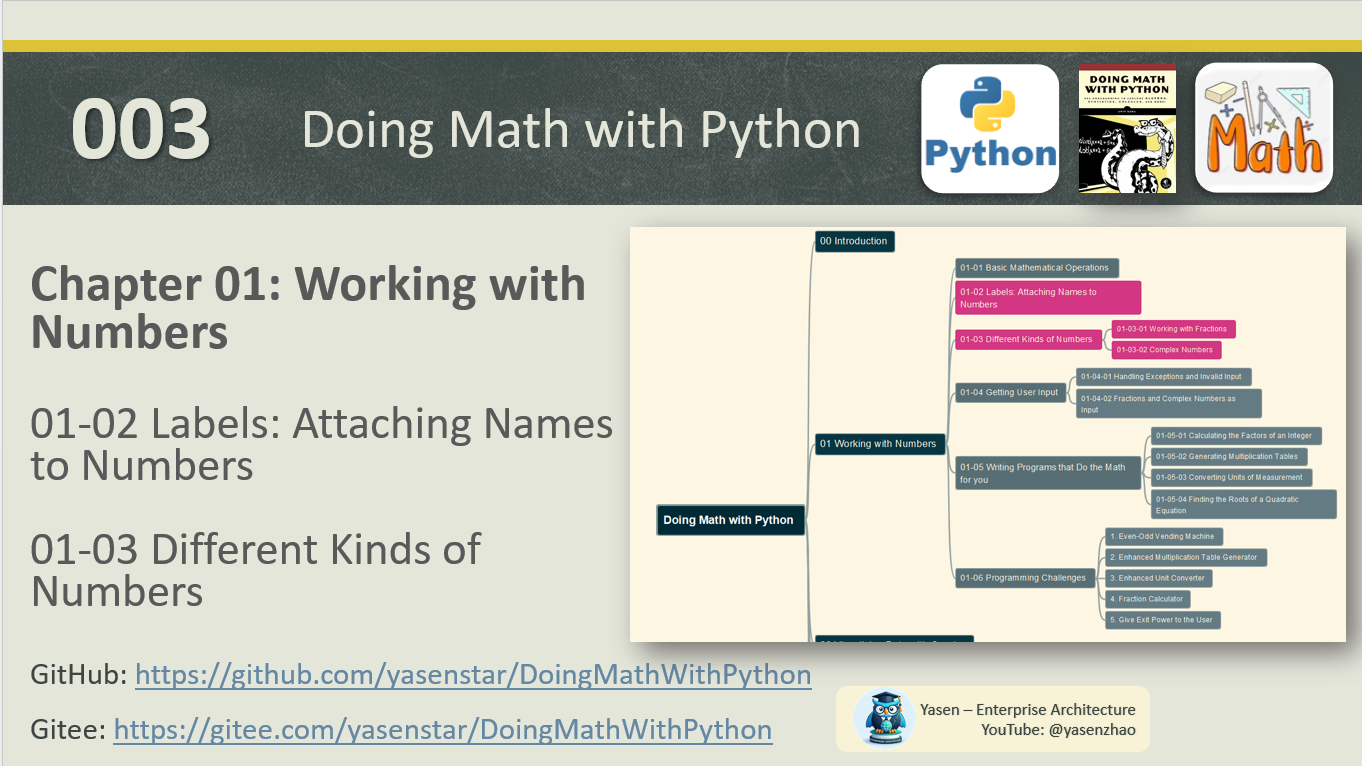 003
Doing Math with Python
Python
DOING MATH
WITH PYTHON
Math
Chapter 01: Working with
Numbers
01-02 Labels: Attaching Names
to Numbers
01-03 Different Kinds of
Numbers
00 Introduction
01-01 Basic Mathematical Operations
01-02 Labels: Attaching Names to
Numbers
01-03 Different Kinds of Numbers
01-03-01 Working with Fractions
01-03-02 Complex Numbers
01-04 Getting User Input
01-04-01 Handling Exceptions and Invalid Input
01-04-02 Fractions and Complex Numbers as
Input
01 Working with Numbers
01-05 Writing Programs that Do the Math
for you
01-05-01 Calculating the Factors of an Integer
01-05-02 Generating Multiplication Tables
01-05-03 Converting Units of Measurement
01-05-04 Finding the Roots of a Quadratic
Equation
Doing Math with Python
01-06 Programming Challenges
1. Even-Odd Vending Machine
2. Enhanced Multiplication Table Generator
3. Enhanced Unit Converter
4. Fraction Calculator
5. Give Exit Power to the User
GitHub: https://github.com/yasenstar/DoingMathWithPython
Gitee: https://gitee.com/yasenstar/DoingMathWithPython
Yasen – Enterprise Architecture
YouTube: @yasenzhao